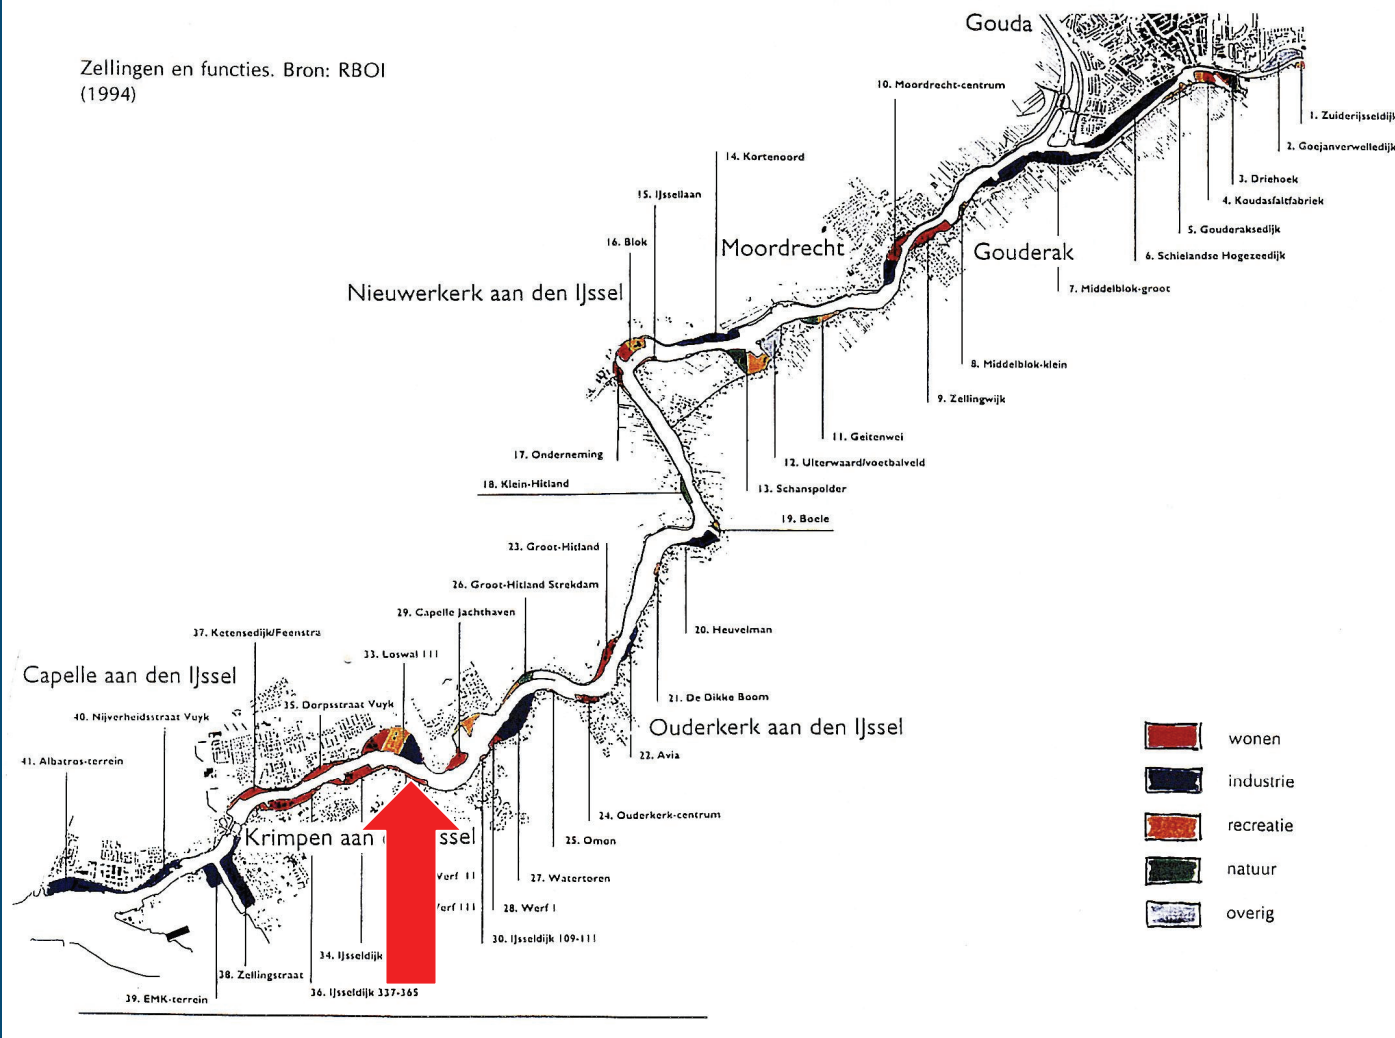 Zellingen en functies. Bron: RBOI
(1994)
Gouda
10. Moordrecht-centrum
1. Zuiderijsseldijk
2. Goejanverwelledijk
3. Driehoek
4. Koudasfaltfabriek
5. Gouderaksedijk
6. Schielandse Hogezeedijk
7. Middelblok-groot
14. Kortenoord
15. IJssellaan
16. Blok
Moordrecht
Gouderak
Nieuwerkerk aan den IJssel
8. Middelblok-klein
9. Zellingwijk
11. Geitenwei
12. Uiterwaard/voetbalveld
13. Schanspolder
17. Onderneming
18. Klein-Hitland
19. Boele
23. Groot-Hitland
26. Groot-Hitland Strekdam
29. Capelle Jachthaven
20. Heuvelman
37. Ketensedijk/Feenstra
33. Loswal III
Capelle aan den IJssel
35. Dorpsstraat Vuyk
21. De Dikke Boom
40. Nijverheidsstraat Vuyk
Ouderkerk aan den IJssel
22. Avia
41. Albatros-terrein
24. Ouderkerk-centrum
Krimpen aan
ssel
25. Omon
Werf II
27. Watertoren
Werf III
28. Werf I
30. IJsseldijk 109-111
34. IJsseldijk
38. Zellingstraat
36. IJsseldijk 337-365
39. EMK-terrein
wonen
industrie
recreatie
natuur
overig